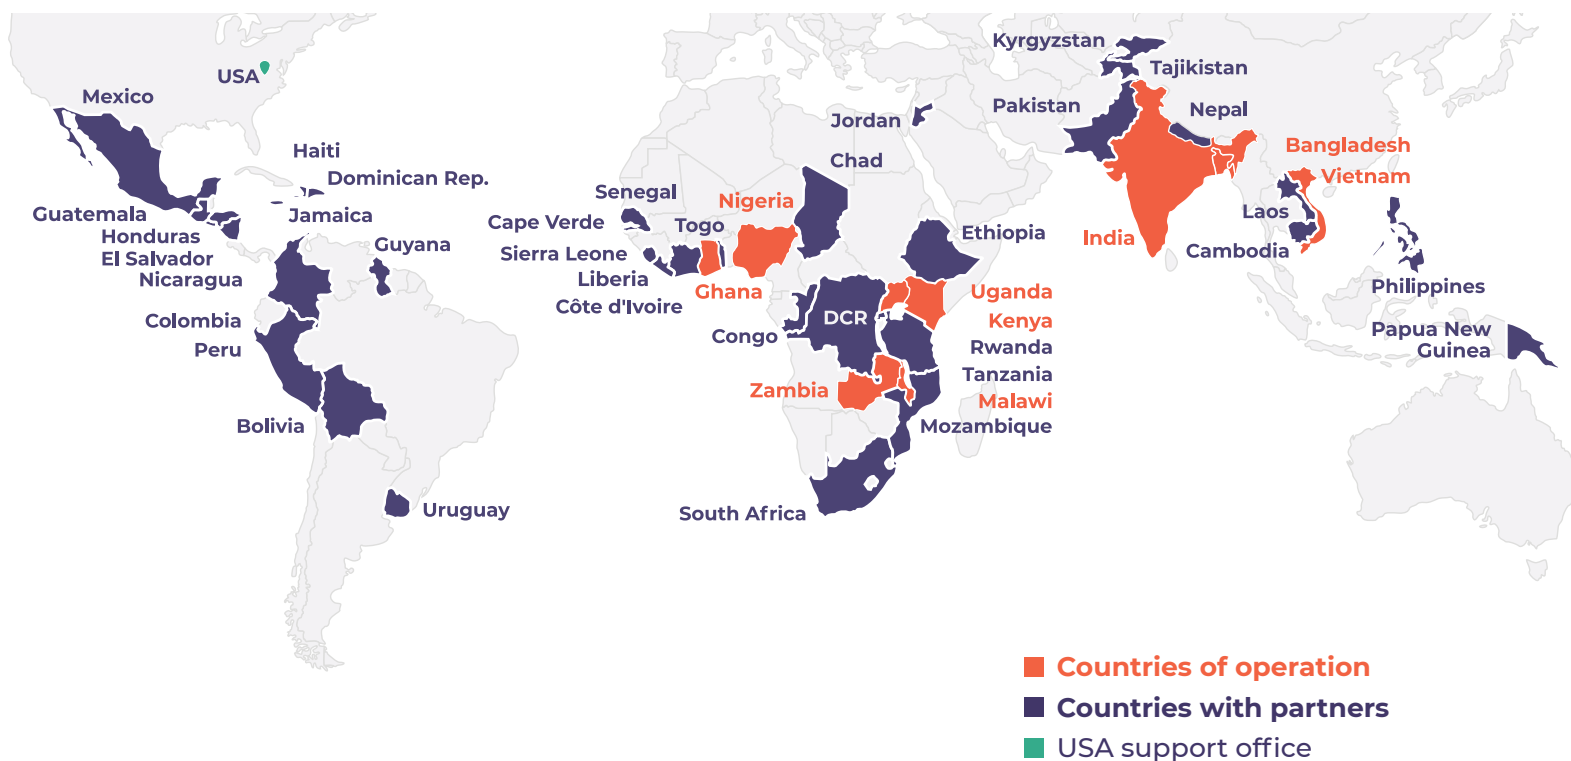 USA
Mexico
Haiti
Dominican Rep.
Guatemala
Jamaica
Honduras
El Salvador
Guyana
Nicaragua
Colombia
Peru
Bolivia
Uruguay
Senegal
Cape Verde
Togo
Nigeria
Sierra Leone
Liberia
Ghana
Côte d'Ivoire
Jordan
Chad
Ethiopia
Congo
DCR
Uganda
Kenya
Rwanda
Tanzania
Zambia
Malawi
Mozambique
South Africa
Kyrgyzstan
Tajikistan
Pakistan
Nepal
Bangladesh
Vietnam
India
Laos
Cambodia
Philippines
Papua New
Guinea
Countries of operation
Countries with partners
USA support office